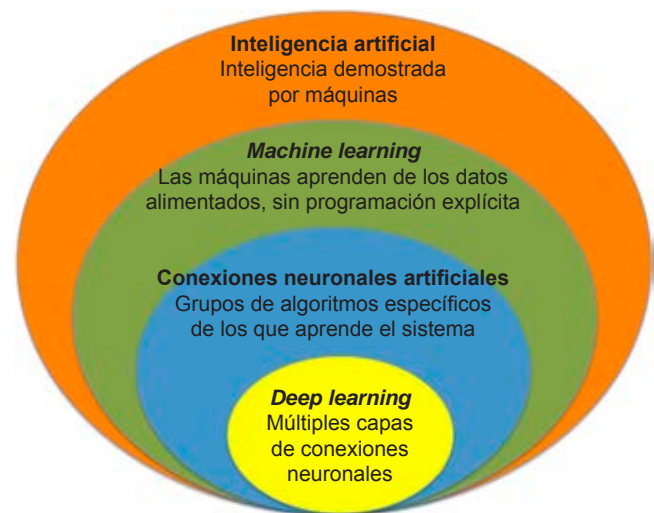 Inteligencia artificial
Inteligencia demostrada
por máquinas
Machine learning
Las máquinas aprenden de los datos
alimentados, sin programación explícita
Conexiones neuronales artificiales
Grupos de algoritmos específicos
de los que aprende el sistema
Deep learning
Múltiples capas
de conexiones
neuronales